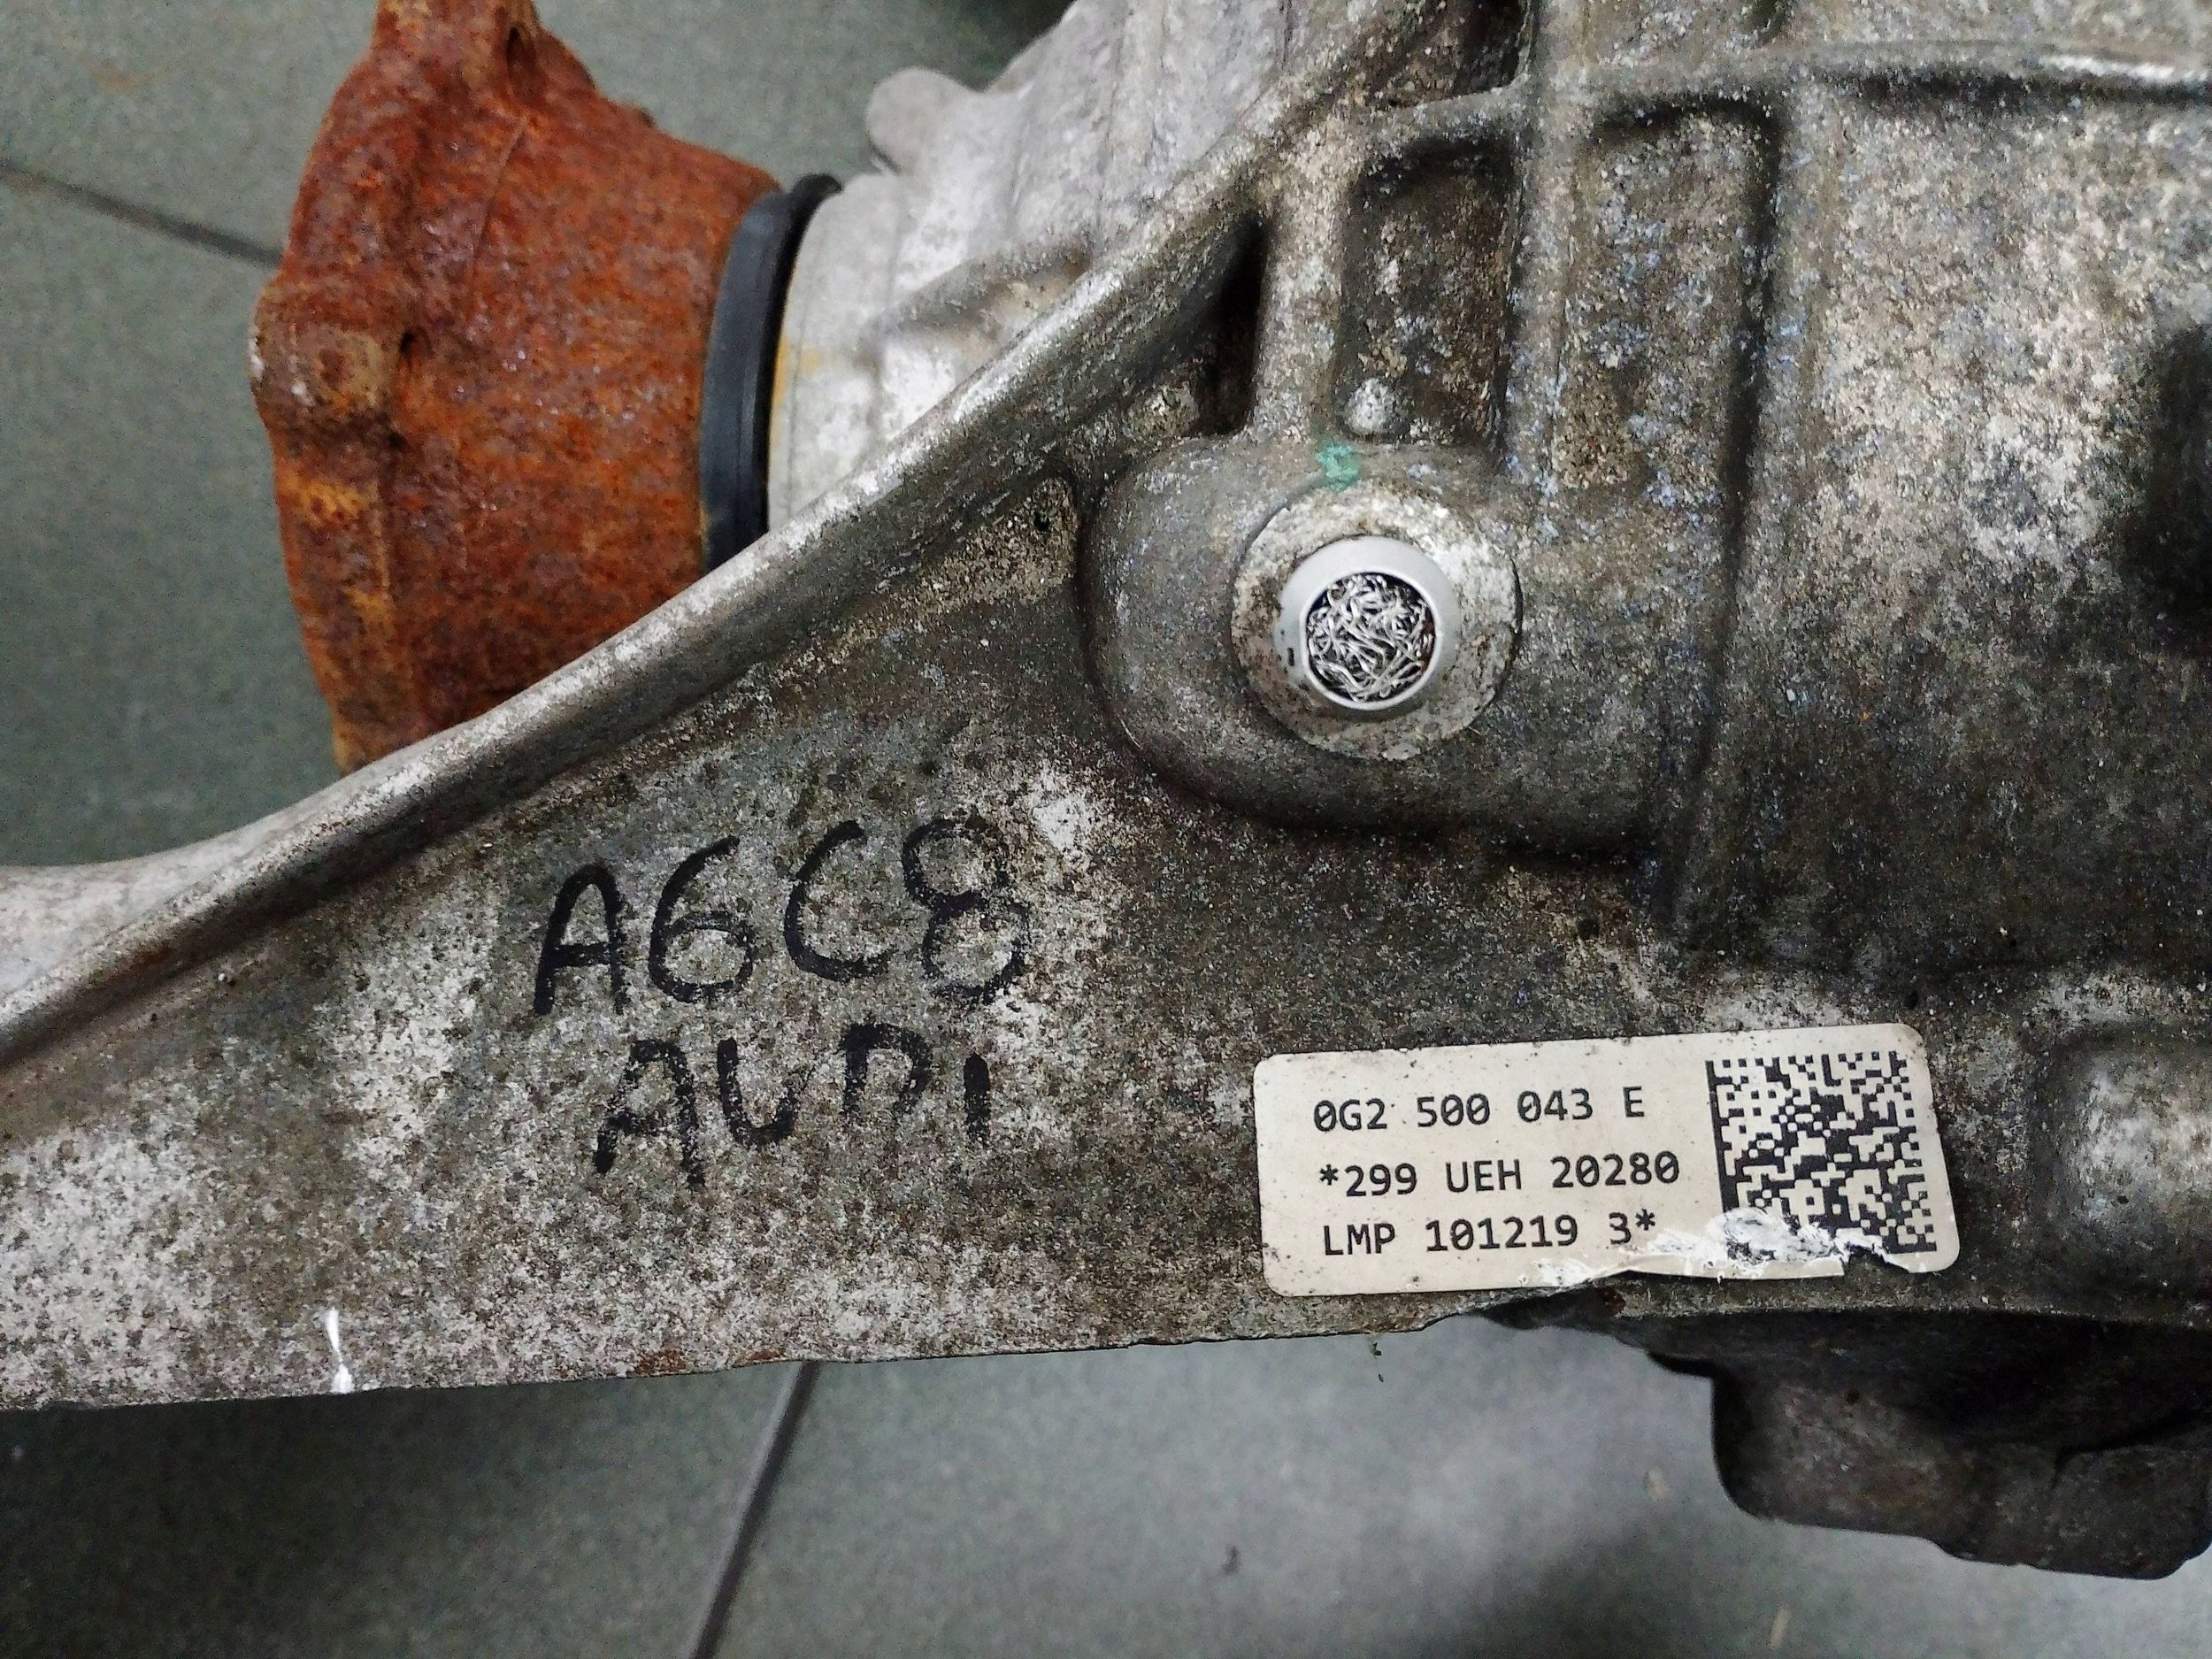 A6C8
AUDI
0G2 500 043 E
*299 UEH 20280
LMP 101219 3*